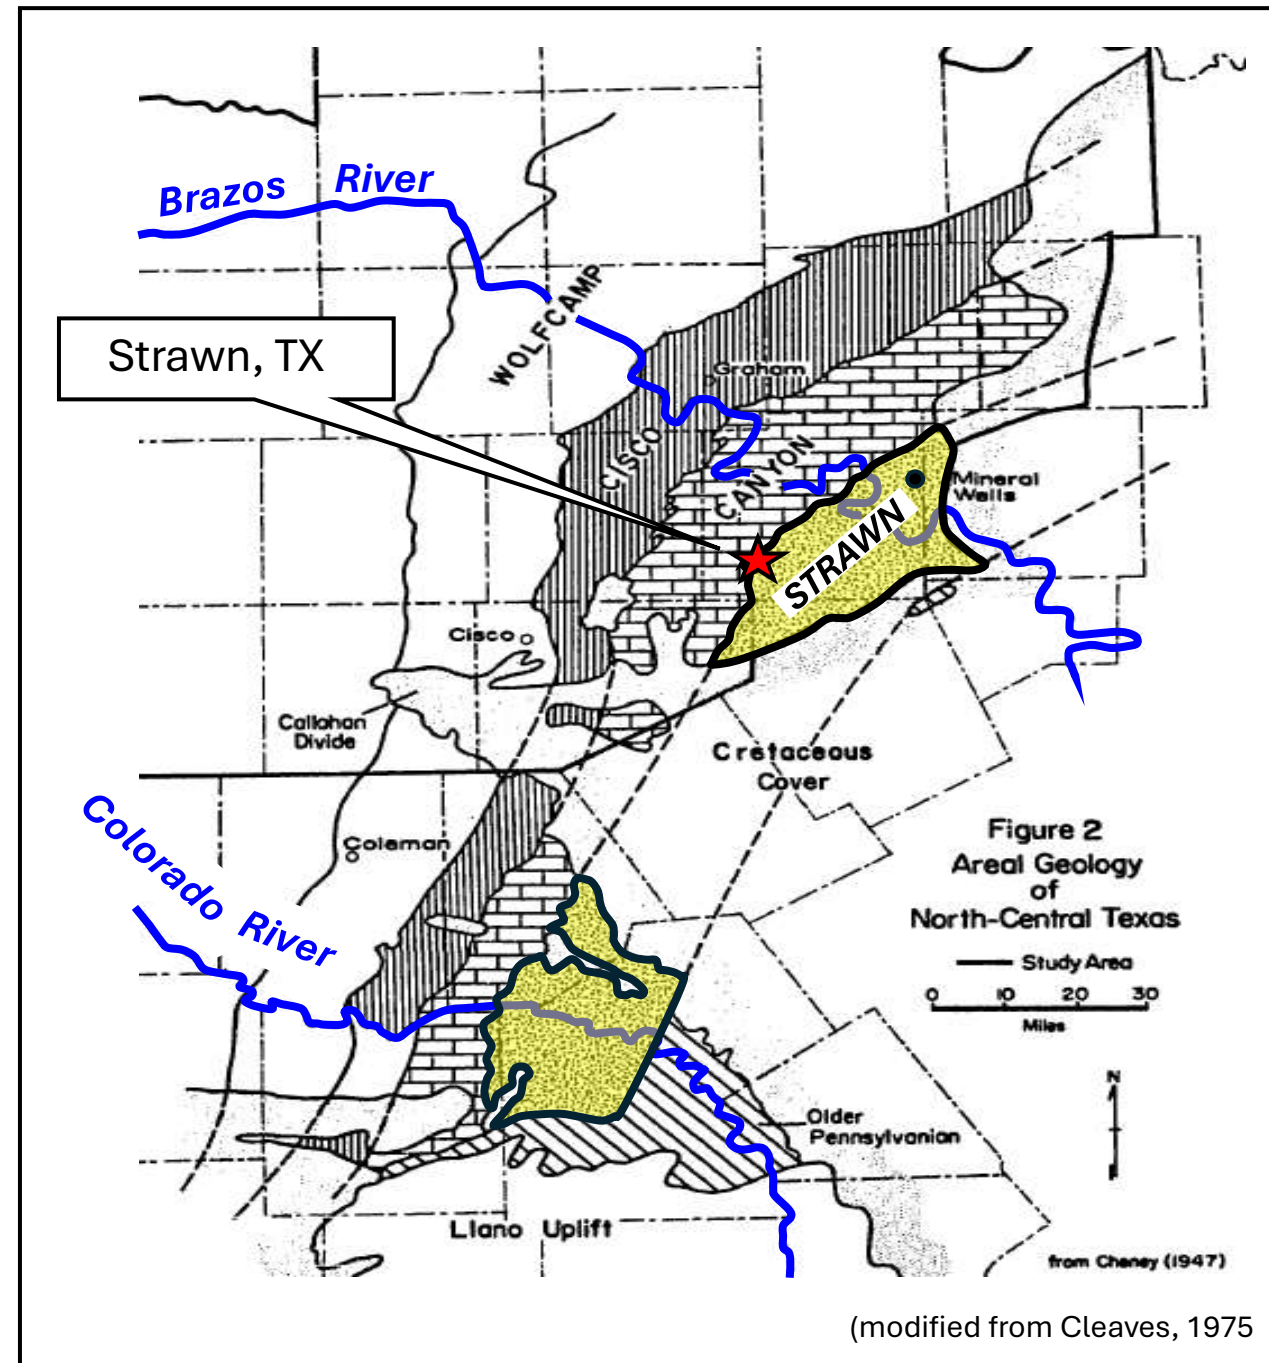 Brazos River
WOLFCAMP
Strawn, TX
Graham
CISCO
CANYON
Mineral
Wells
STRAWN
Cisco
Callahan
Divide
Cretaceous
Cover
Colorado River
Coleman
Figure 2
Areal Geology
of
North-Central Texas
Study Area
0 10 20 30
Miles
N
Older
Pennsylvanian
Llano Uplift
from Cheney (1947)
(modified from Cleaves, 1975